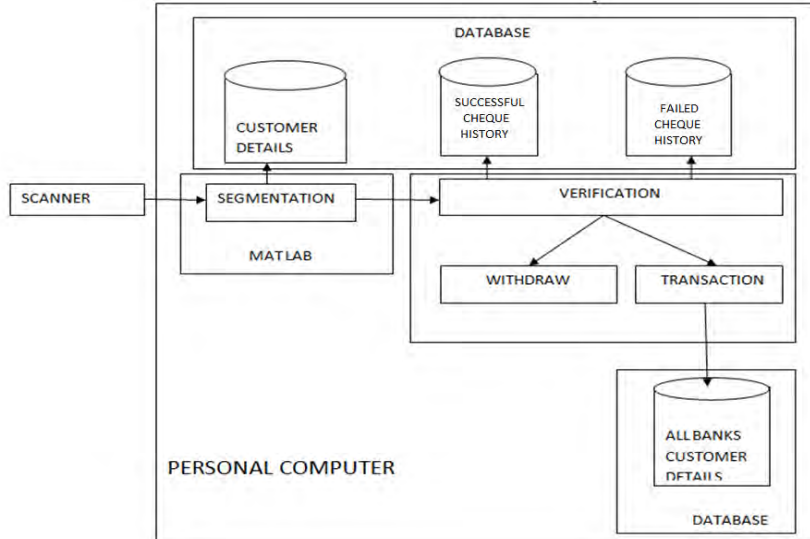 DATABASE
CUSTOMER
DETAILS
SUCCESSFUL
CHEQUE
HISTORY
FAILED
CHEQUE
HISTORY
SCANNER
SEGMENTATION
MATLAB
VERIFICATION
WITHDRAW
TRANSACTION
ALL BANKS
CUSTOMER
DETAILS
DATABASE
PERSONAL COMPUTER